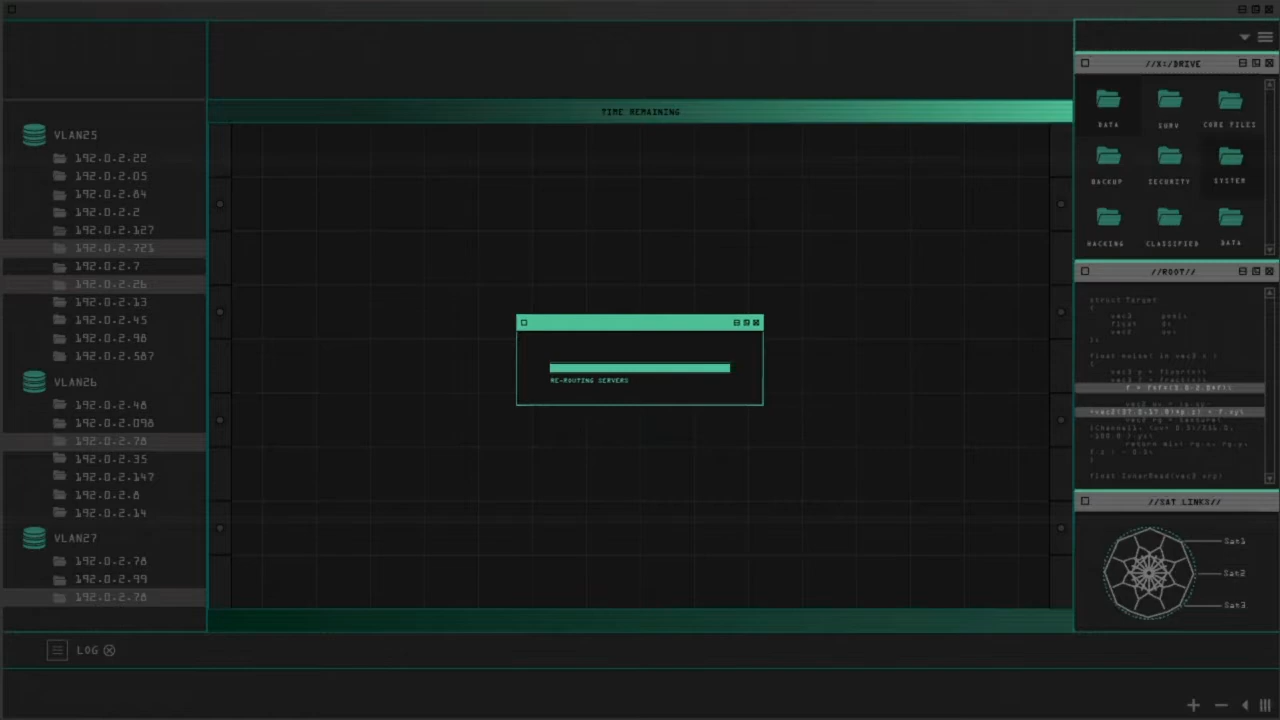 TIME REMAINING
VLAN25
192.0.2.22
192.0.2.05
192.0.2.84
192.0.2.2
192.0.2.127
192.0.2.721
192.0.2.7
192.0.2.26
192.0.2.13
192.0.2.45
192.0.2.98
192.0.2.587
VLAN26
192.0.2.48
192.0.2.098
192.0.2.78
192.0.2.35
192.0.2.147
192.0.2.8
192.0.2.14
VLAN27
192.0.2.78
192.0.2.99
192.0.2.78
RE-ROUTING SERVERS
//X:/DRIVE
DATA SURV CORE FILES
BACKUP SECURITY SYSTEM
HACKING CLASSIFIED DATA
//ROOT//
struct Target
{
vec3
float
vec2
};
{
}
//SAT LINKS//
Sat1
Sat2
Sat3
LOG